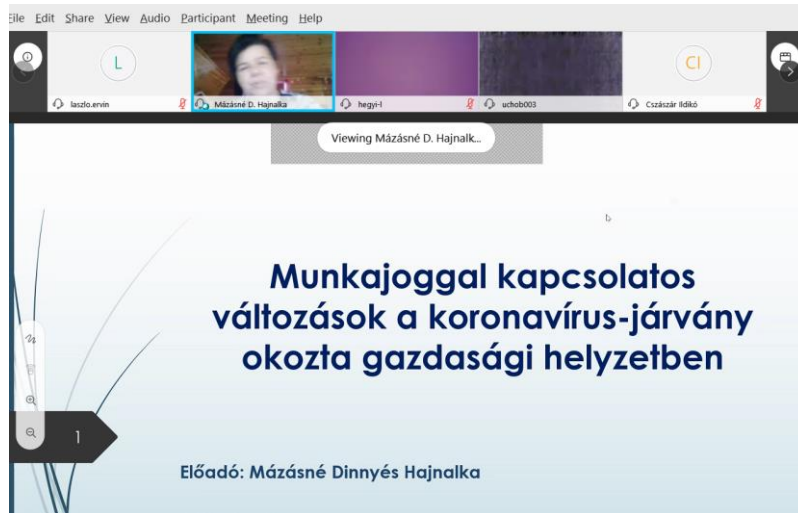 File Edit Share View Audio Participant Meeting Help
L
CI
laszlo.ervin
Mázásné D. Hajnalka
hegyi-l
uchob003
Császár Ildikó
Viewing Mázásné D. Hajnalk...
Munkajoggal kapcsolatos
változások a koronavírus-járvány
okozta gazdasági helyzetben
1
Előadó: Mázásné Dinnyés Hajnalka